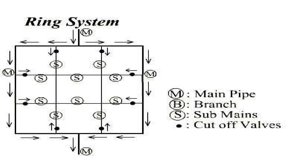 Ring System
M
S S
M S S S M
S S S
S S
M
M : Main Pipe
B : Branch
S : Sub Mains
• : Cut off Valves